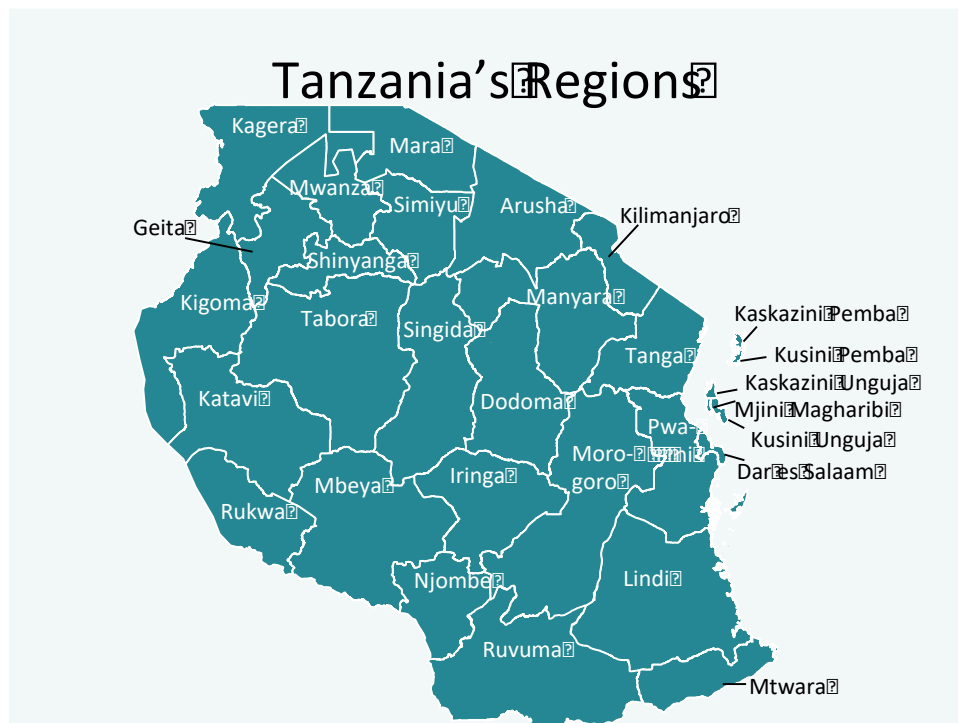 Tanzania's Regions
Kagera
Mara
Mwanza
Simiyu
Arusha
Kilimanjaro
Geita
Shinyanga
Kigoma
Tabora
Singida
Manyara
Kaskazini Pemba
Tanga
Kusini Pemba
Kaskazini Unguja
Katavi
Dodoma
Mjini Magharibi
Pwa-
Kusini Unguja
Moro-
goro
Dar es Salaam
Iringa
Mbeya
Rukwa
Njombe
Lindi
Ruvuma
Mtwara